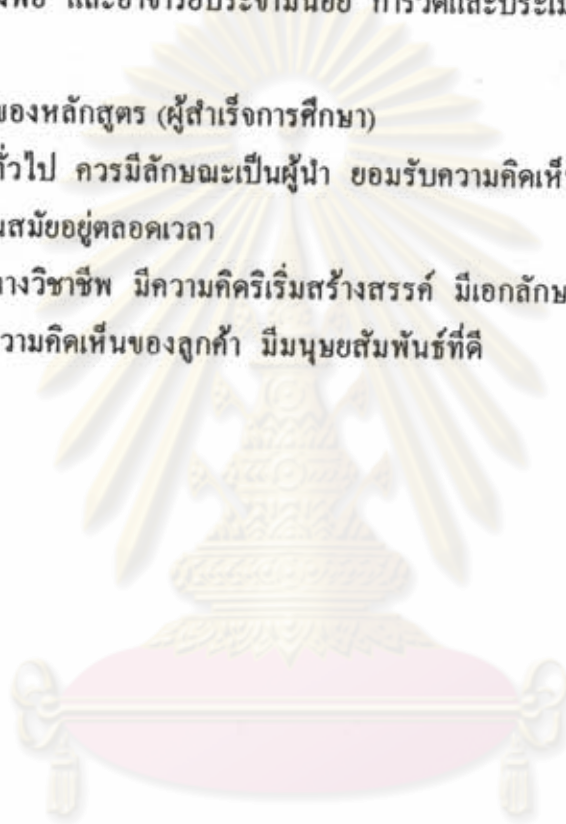 และอาจารย์ประจำมีน้อย การวัดและประเมิ
ของหลักสูตร (ผู้สำเร็จการศึกษา)
ทั่วไป ควรมีลักษณะเป็นผู้นำ ยอมรับความคิดเห็
นสมัยอยู่ตลอดเวลา
างวิชาชีพ มีความคิดริเริ่มสร้างสรรค์ มีเอกลักษ
วามคิดเห็นของลูกค้า มีมนุษยสัมพันธ์ที่ดี